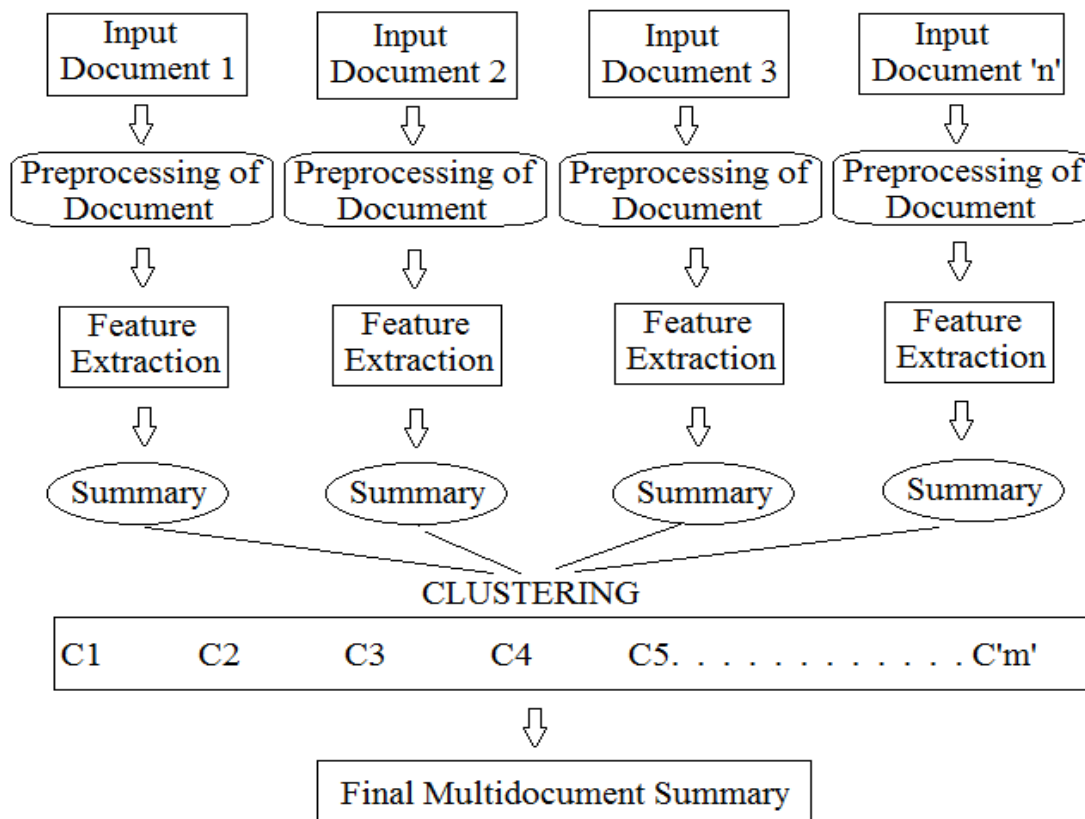 Input
Document 1
Input
Document 2
Input
Document 3
Input
Document 'n'
Preprocessing of
Document
Preprocessing of
Document
Preprocessing of
Document
Preprocessing of
Document
Feature
Extraction
Feature
Extraction
Feature
Extraction
Feature
Extraction
Summary
Summary
Summary
Summary
CLUSTERING
C1 C2 C3 C4 C5. . . . . . . . . . . . . C'm'
Final Multidocument Summary